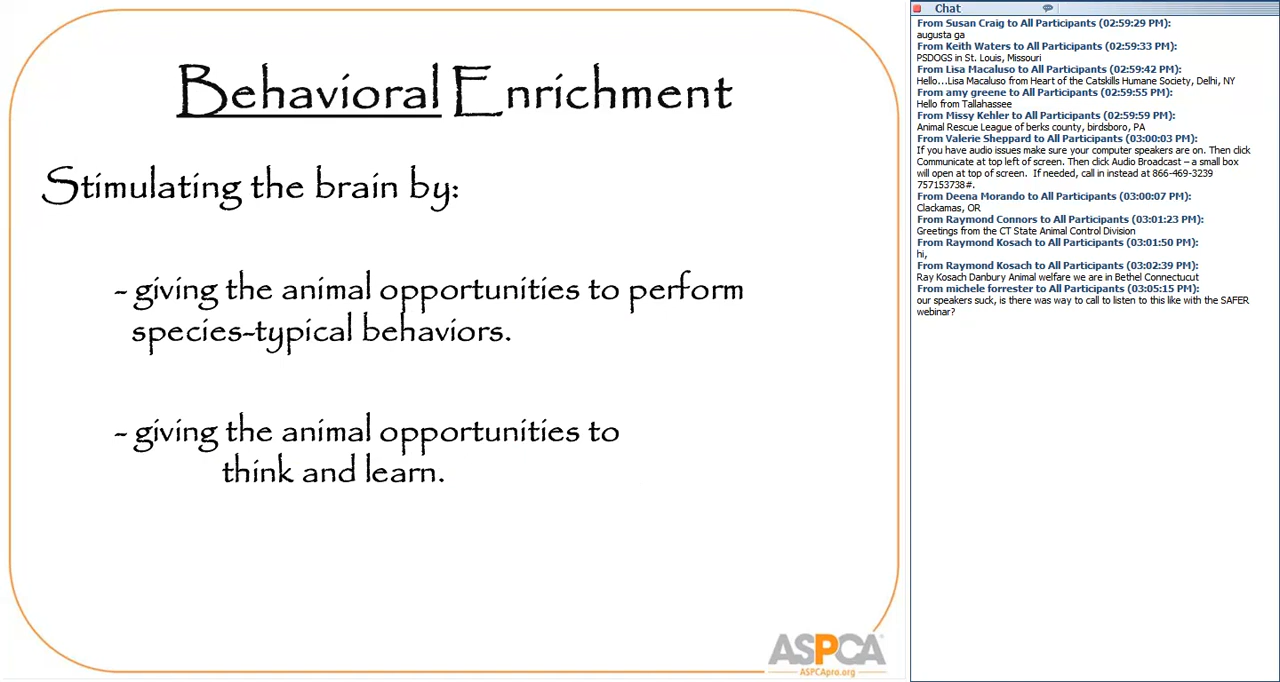 Behavioral Enrichment
Stimulating the brain by:
- giving the animal opportunities to perform
species-typical behaviors.
- giving the animal opportunities to
think and learn.
ASPCA
ASPCApro.org
Chat
From Susan Craig to All Participants (02:59:29 PM):
augusta ga
From Keith Waters to All Participants (02:59:33 PM):
PSDOGS in St. Louis, Missouri
From Lisa Macaluso to All Participants (02:59:42 PM):
Hello...Lisa Macaluso from Heart of the Catskills Humane Society, Delhi, NY
From amy greene to All Participants (02:59:55 PM):
Hello from Tallahassee
From Missy Kehler to All Participants (02:59:59 PM):
Animal Rescue League of berks county, birdsboro, PA
From Valerie Sheppard to All Participants (03:00:03 PM):
If you have audio issues make sure your computer speakers are on. Then click
Communicate at top left of screen. Then click Audio Broadcast – a small box
will open at top of screen.  If needed, call in instead at 866-469-3239
757153738#.
From Deena Morando to All Participants (03:00:07 PM):
Clackamas, OR
From Raymond Connors to All Participants (03:01:23 PM):
Greetings from the CT State Animal Control Division
From Raymond Kosach to All Participants (03:01:50 PM):
hi,
From Raymond Kosach to All Participants (03:02:39 PM):
Ray Kosach Danbury Animal welfare we are in Bethel Connectucut
From michele forrester to All Participants (03:05:15 PM):
our speakers suck, is there was way to call to listen to this like with the SAFER
webinar?